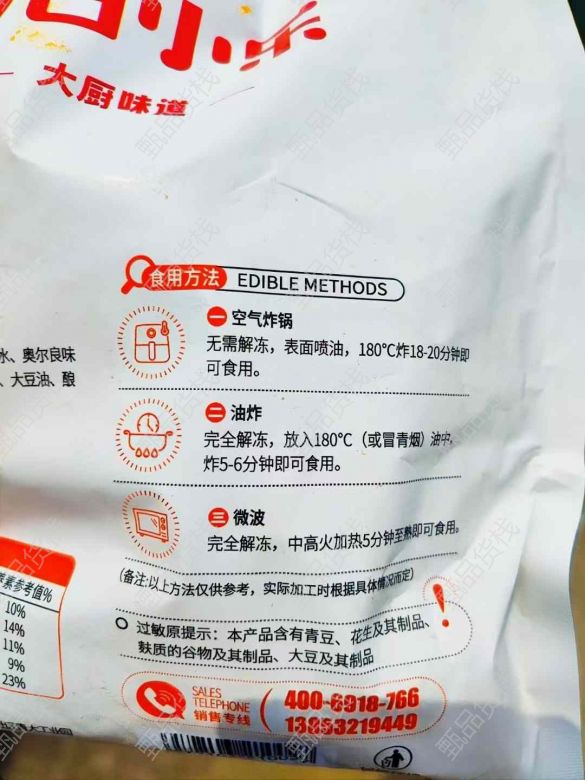 大厨味道
食用方法 EDIBLE METHODS
一 空气炸锅
无需解冻，表面喷油，180℃炸18-20分钟即
可食用。
水、奥尔良味
、大豆油、酿
二 油炸
完全解冻，放入180℃（或冒青烟）油中，
炸5-6分钟即可食用。
三 微波
完全解冻，中高火加热5分钟至熟即可食用。
(备注:以上方法仅供参考，实际加工时根据具体情况而定)
素参考值%
10%
14%
11%
9%
23%
过敏原提示：本产品含有青豆、花生及其制品、
麸质的谷物及其制品、大豆及其制品
SALES
TELEPHONE
销售专线
400-6918-766
13853219449
甄品货栈